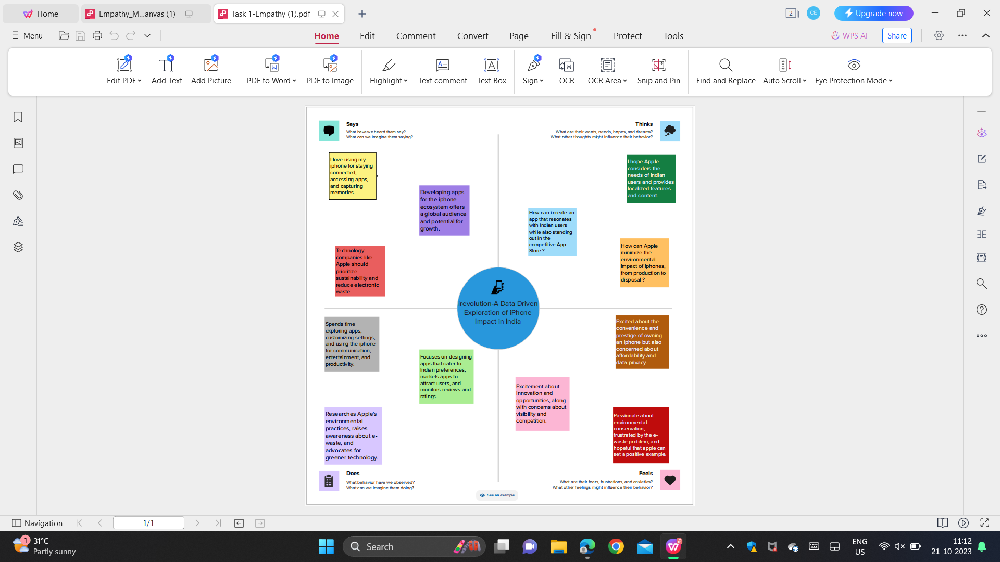 Home
Empathy_M...anvas (1)
Task 1-Empathy (1).pdf
2
CE
Upgrade now
Menu
Home
Edit
Comment
Convert
Page
Fill & Sign
Protect
Tools
WPS AI
Share
Edit PDF
Add Text
Add Picture
PDF to Word
PDF to Image
Highlight
Text comment
Text Box
Sign
OCR
OCR Area
Snip and Pin
Find and Replace
Auto Scroll
Eye Protection Mode
Says
What have we heard them say?
What can we imagine them saying?
Thinks
What are their wants, needs, hopes, and dreams?
What other thoughts might influence their behavior?
I love using my
iphone for staying
connected,
accessing apps,
and capturing
memories.
Developing apps
for the iphone
ecosystem offers
a global audience
and potential for
growth.
Technology
companies like
Apple should
prioritize
sustainability and
reduce electronic
waste.
I hope Apple
considers the
needs of Indian
users and provides
localized features
and content.
How can i create an
app that resonates
with Indian users
while also standing
out in the
competitive App
Store ?
How can Apple
minimize the
environmental
impact of iphones,
from production to
disposal ?
irevolution-A Data Driven
Exploration of iPhone
Impact in India
Spends time
exploring apps,
customizing settings,
and using the iphone
for communication,
entertainment, and
productivity.
Focuses on designing
apps that cater to
Indian preferences,
markets apps to
attract users, and
monitors reviews and
ratings.
Researches Apple's
environmental
practices, raises
awareness about e-
waste, and
advocates for
greener technology.
Excited about the
convenience and
prestige of owning
an iphone but also
concerned about
affordability and
data privacy.
Excitement about
innovation and
opportunities, along
with concerns about
visibility and
competition.
Passionate about
environmental
conservation,
frustrated by the e-
waste problem, and
hopeful that apple can
set a positive example.
Does
What behavior have we observed?
What can we imagine them doing?
Feels
What are their fears, frustrations, and anxieties?
What other feelings might influence their behavior?
See an example
Navigation
1/1
1
31°C
Partly sunny
Search
ENG
US
11:12
21-10-2023